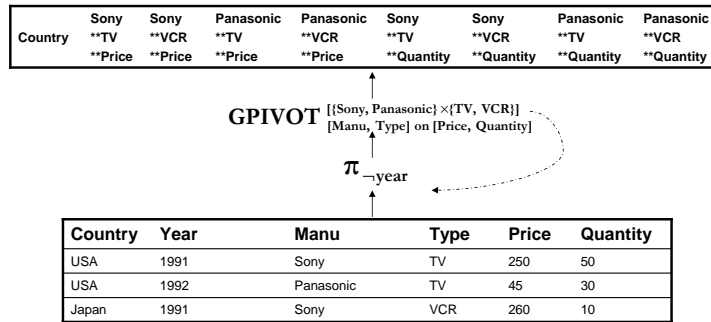 Sony Sony Panasonic Panasonic Sony Sony Panasonic Panasonic
Country **TV **VCR **TV **VCR **TV **VCR **TV **VCR
**Price **Price **Price **Price **Quantity **Quantity **Quantity **Quantity
GPIVOT [{Sony, Panasonic} ×{TV, VCR}]
[Manu, Type] on [Price, Quantity]
π ¬year
Country Year Manu Type Price Quantity
USA 1991 Sony TV 250 50
USA 1992 Panasonic TV 45 30
Japan 1991 Sony VCR 260 10